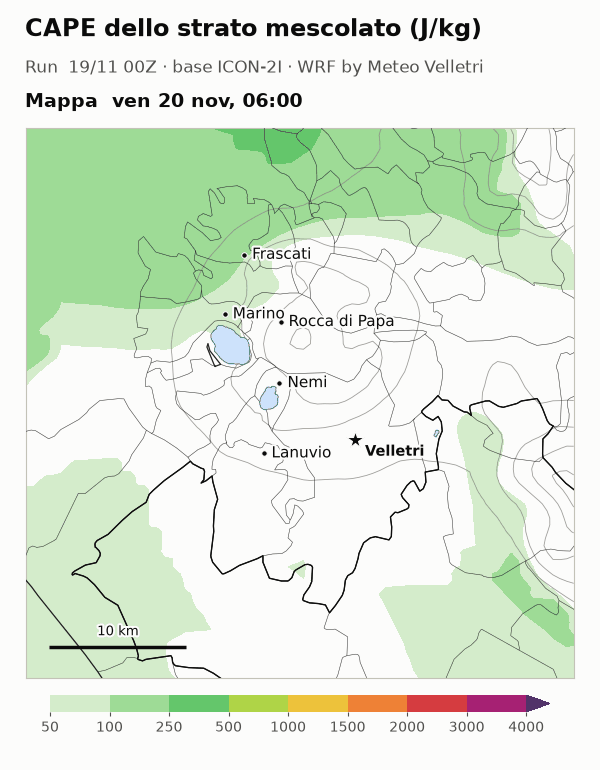 CAPE dello strato mescolato (J/kg)
Run  19/11 00Z · base ICON-2I · WRF by Meteo Velletri
Mappa  ven 20 nov, 06:00
Frascati
Marino
Rocca di Papa
Nemi
Velletri
Lanuvio
10 km
50 100 250 500 1000 1500 2000 3000 4000